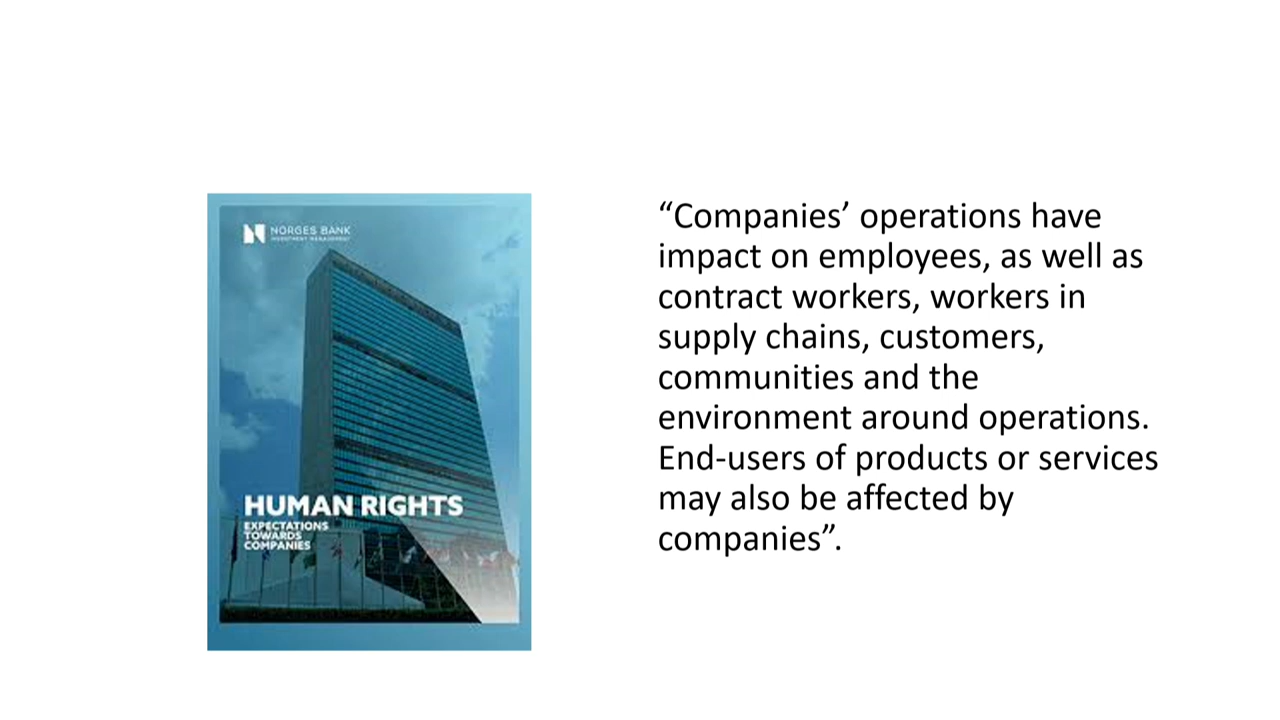 NORGES BANK
INVESTMENT MANAGEMENT
HUMAN RIGHTS
EXPECTATIONS
TOWARDS
COMPANIES
“Companies’ operations have
impact on employees, as well as
contract workers, workers in
supply chains, customers,
communities and the
environment around operations.
End-users of products or services
may also be affected by
companies”.